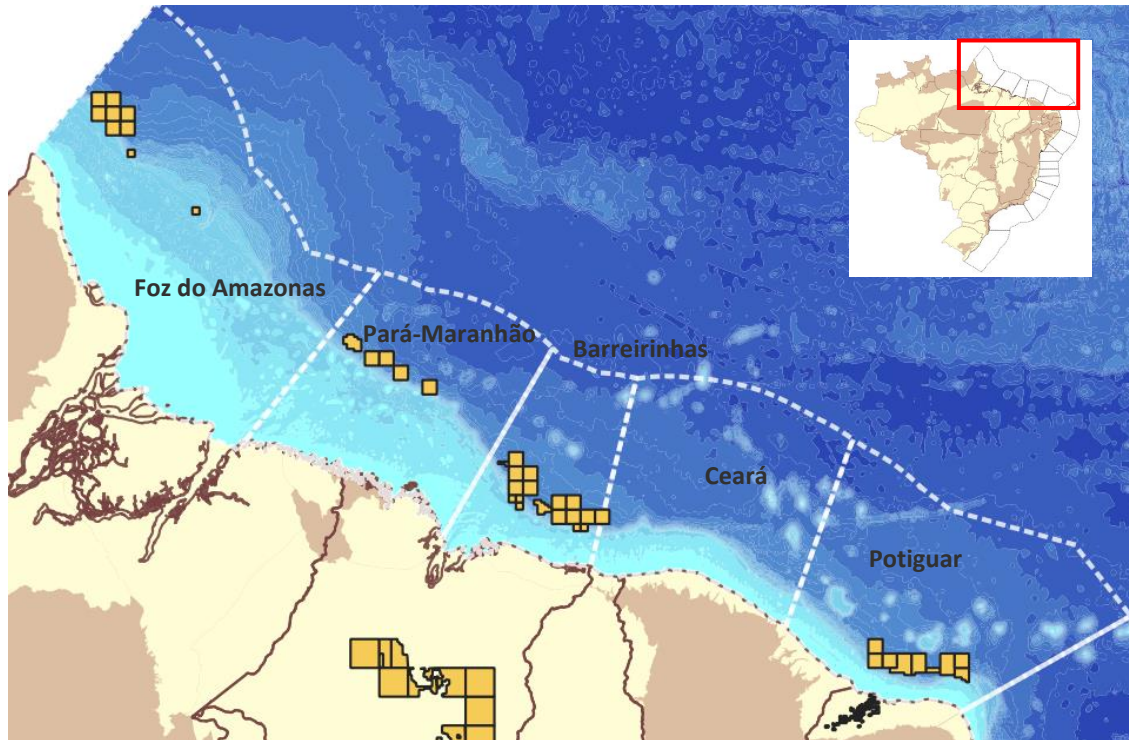 Foz do Amazonas
Pará-Maranhão
Barreirinhas
Ceará
Potiguar